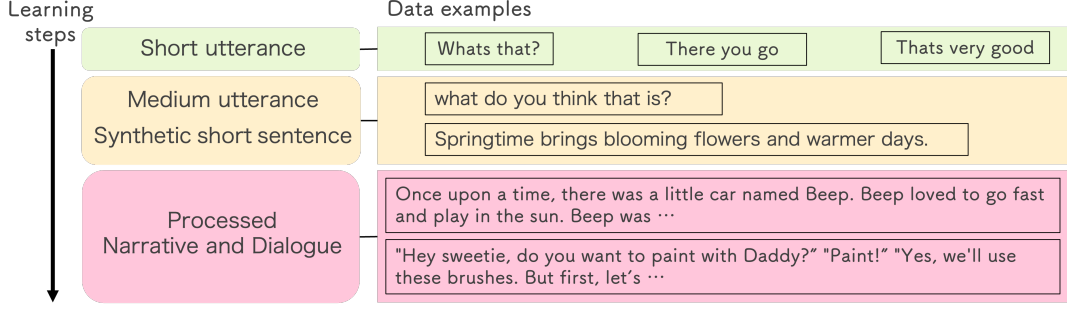 Learning
steps
Data examples
Short utterance
Whats that?
There you go
Thats very good
Medium utterance
Synthetic short sentence
what do you think that is?
Springtime brings blooming flowers and warmer days.
Processed
Narrative and Dialogue
Once upon a time, there was a little car named Beep. Beep loved to go fast
and play in the sun. Beep was ⋯
"Hey sweetie, do you want to paint with Daddy?” "Paint!” "Yes, we'll use
these brushes. But first, let’s ⋯